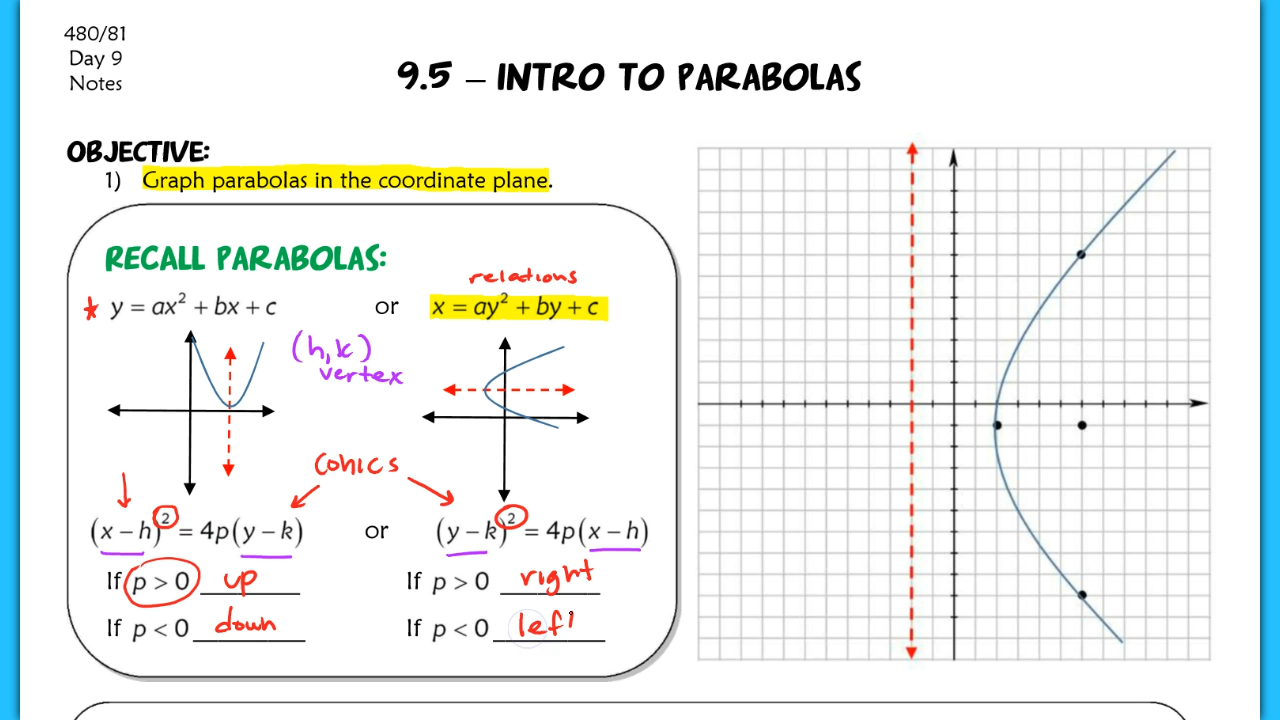 480/81
Day 9
Notes
9.5 – INTRO TO PARABOLAS
OBJECTIVE:
1) Graph parabolas in the coordinate plane.
RECALL PARABOLAS:
relations
* y = ax² + bx + c or x = ay² + by + c
(h,k)
vertex
conics
(x – h)² = 4p(y – k) or (y – k)² = 4p(x – h)
If p > 0 up If p > 0 right
If p < 0 down If p < 0 left